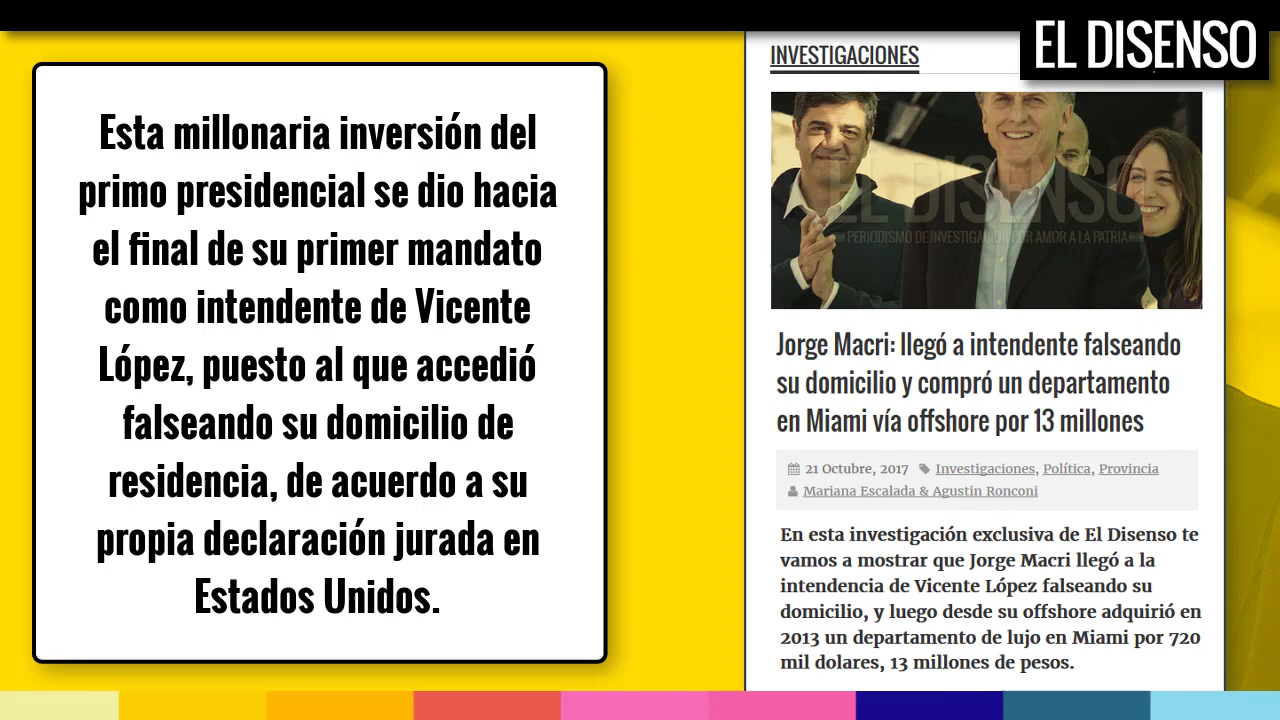 EL DISENSO
Esta millonaria inversión del
primo presidencial se dio hacia
el final de su primer mandato
como intendente de Vicente
López, puesto al que accedió
falseando su domicilio de
residencia, de acuerdo a su
propia declaración jurada en
Estados Unidos.
INVESTIGACIONES
EL DISENSO
PERIODISMO DE INVESTIGACIÓN POR AMOR A LA PATRIA
Jorge Macri: llegó a intendente falseando
su domicilio y compró un departamento
en Miami vía offshore por 13 millones
21 Octubre, 2017 Investigaciones, Política, Provincia
Mariana Escalada & Agustin Ronconi
En esta investigación exclusiva de El Disenso te
vamos a mostrar que Jorge Macri llegó a la
intendencia de Vicente López falseando su
domicilio, y luego desde su offshore adquirió en
2013 un departamento de lujo en Miami por 720
mil dolares, 13 millones de pesos.